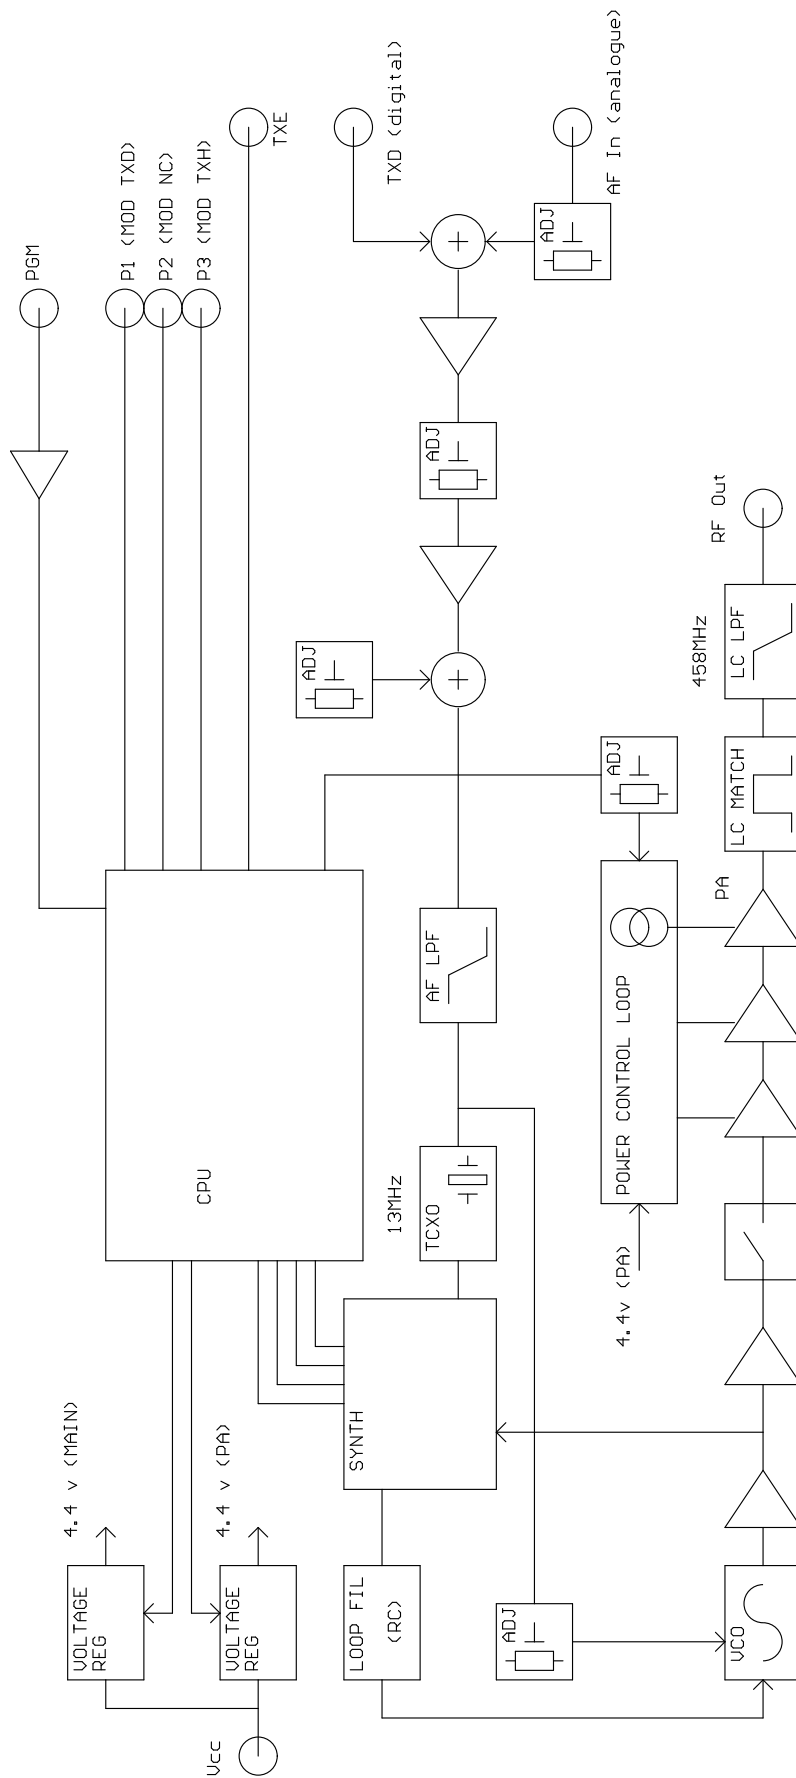 PGM
P1 (MOD TXD)
P2 (MOD NC)
P3 (MOD TXH)
TXE
TXD (digital)
AF In (analogue)
ADJ
ADJ
ADJ
CPU
AF LPF
13MHz
TCXO
SYNTH
4.4 v (MAIN)
4.4 v (PA)
VOLTAGE
REG
VOLTAGE
REG
Vcc
LOOP FIL
(RC)
ADJ
VCO
ADJ
POWER CONTROL LOOP
4.4v (PA)
PA
LC MATCH
458MHz
LC LPF
RF Out